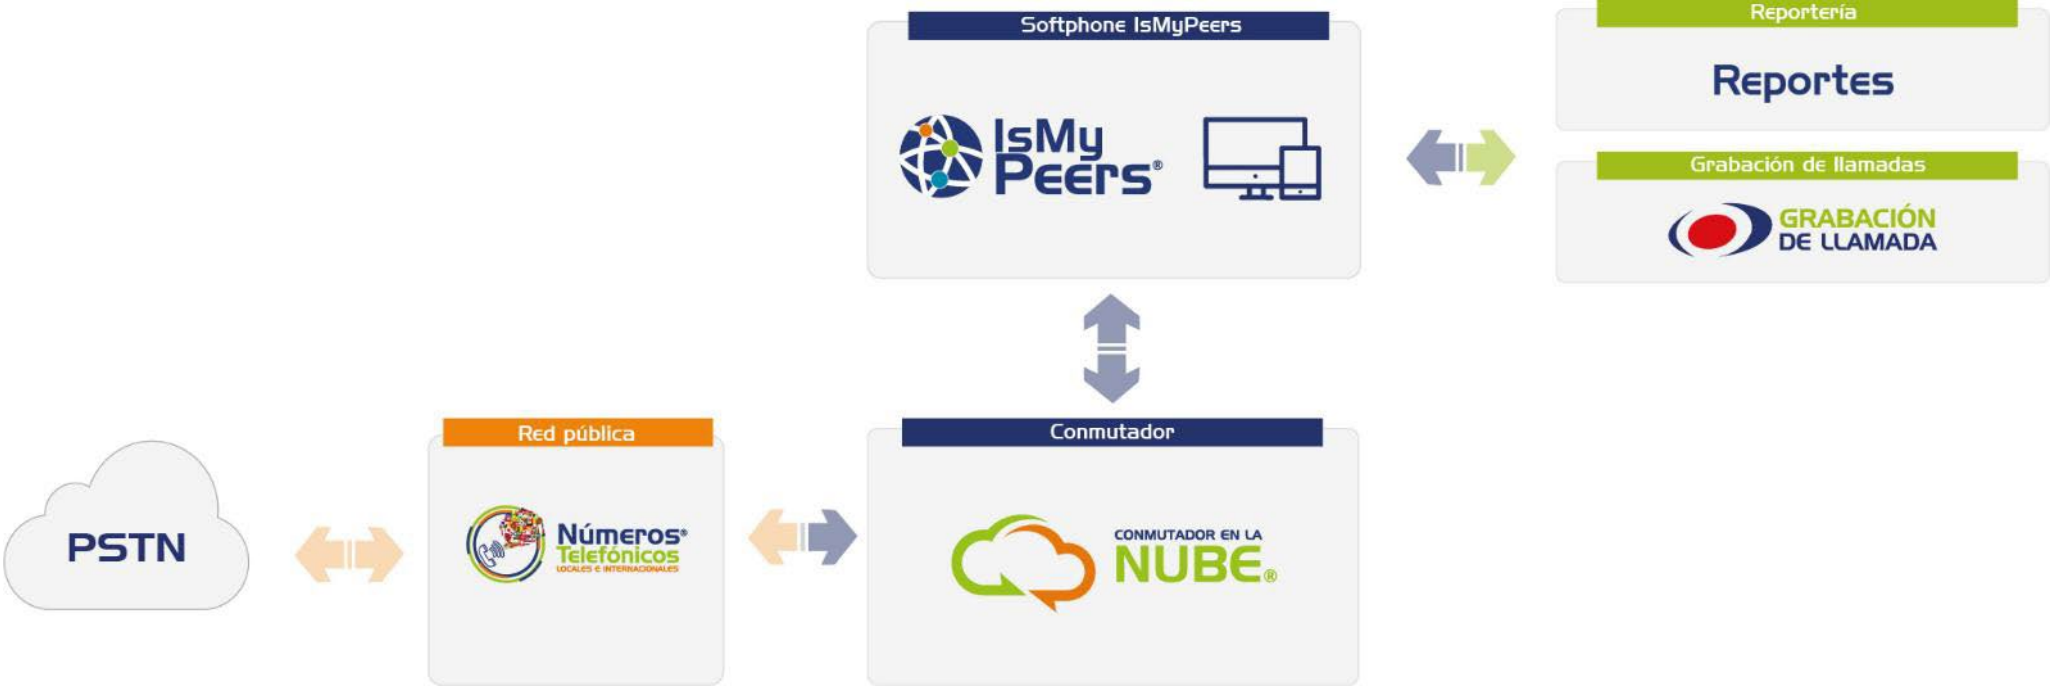 Softphone IsMyPeers
IsMy
Peers®
Reportería
Reportes
Grabación de llamadas
GRABACIÓN
DE LLAMADA
PSTN
Red pública
Números®
Telefónicos
LOCALES E INTERNACIONALES
Conmutador
CONMUTADOR EN LA
NUBE®